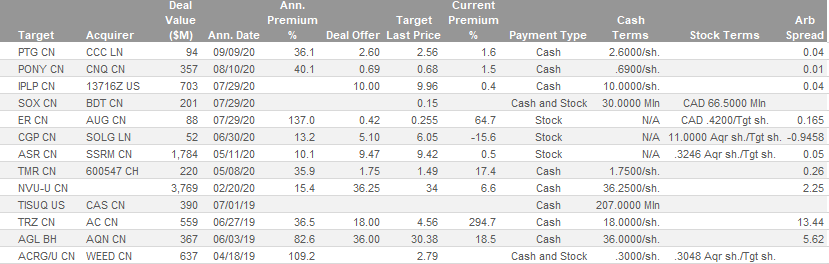 Deal Ann. Target Current
Value Premium Last Price Premium Cash Arb
Target Acquirer ($M) Ann. Date % Deal Offer Last Price % Payment Type Terms Stock Terms Spread
PTG CN CCC LN 94 09/09/20 36.1 2.60 2.56 1.6 Cash 2.6000/sh. 0.04
PONY CN CNQ CN 357 08/10/20 40.1 0.69 0.68 1.5 Cash .6900/sh. 0.01
IPLP CN 13716Z US 703 07/29/20 10.00 9.96 0.4 Cash 10.0000/sh. 0.04
SOX CN BDT CN 201 07/29/20 0.15 Cash and Stock 30.0000 Mln CAD 66.5000 Mln
ER CN AUG CN 88 07/29/20 137.0 0.42 0.255 64.7 Stock N/A CAD .4200/Tgt sh. 0.165
CGP CN SOLG LN 52 06/30/20 13.2 5.10 6.05 -15.6 Stock N/A 11.0000 Aqr sh./Tgt sh. -0.9458
ASR CN SSRM CN 1,784 05/11/20 10.1 9.47 9.42 0.5 Stock N/A .3246 Aqr sh./Tgt sh. 0.05
TMR CN 600547 CH 220 05/08/20 35.9 1.75 1.49 17.4 Cash 1.7500/sh. 0.26
NVU-U CN 3,769 02/20/20 15.4 36.25 34 6.6 Cash 36.2500/sh. 2.25
TISUQ US CAS CN 390 07/01/19 Cash 207.0000 Mln
TRZ CN AC CN 559 06/27/19 36.5 18.00 4.56 294.7 Cash 18.0000/sh. 13.44
AGL BH AQN CN 367 06/03/19 82.6 36.00 30.38 18.5 Cash 36.0000/sh. 5.62
ACRG/U CN WEED CN 637 04/18/19 109.2 2.79 Cash and Stock .3000/Sh. .3048 Aqr sh./Tgt sh.